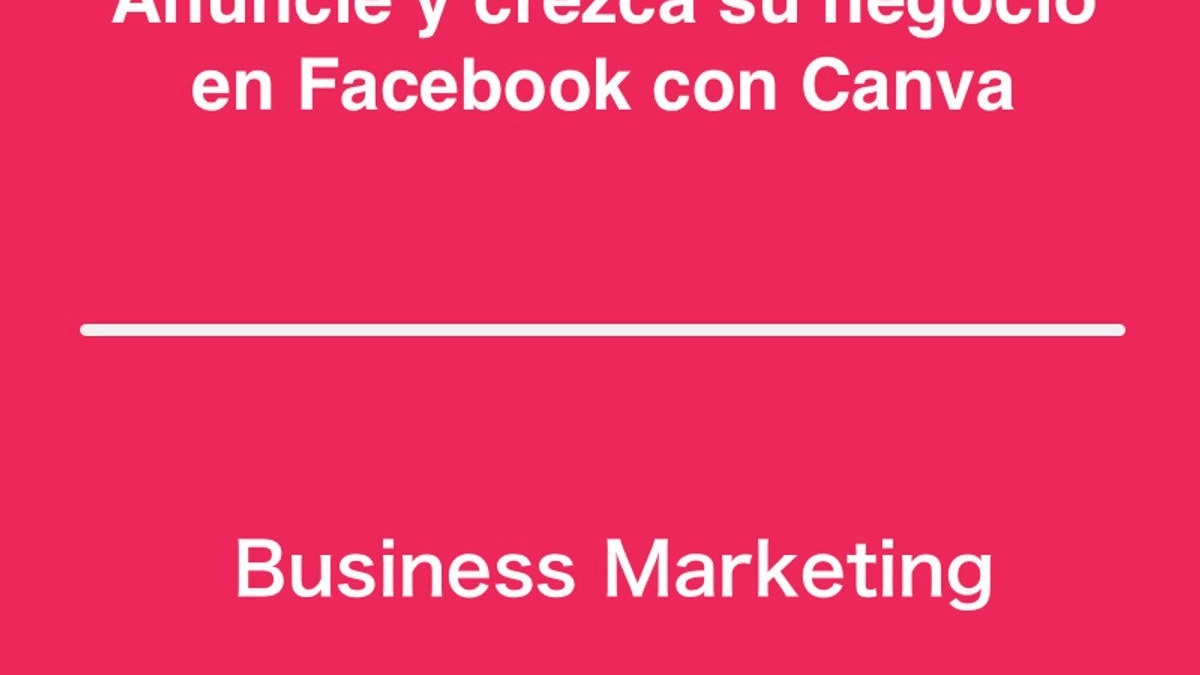 Anuncie y crezca su negocio
en Facebook con Canva
Business Marketing